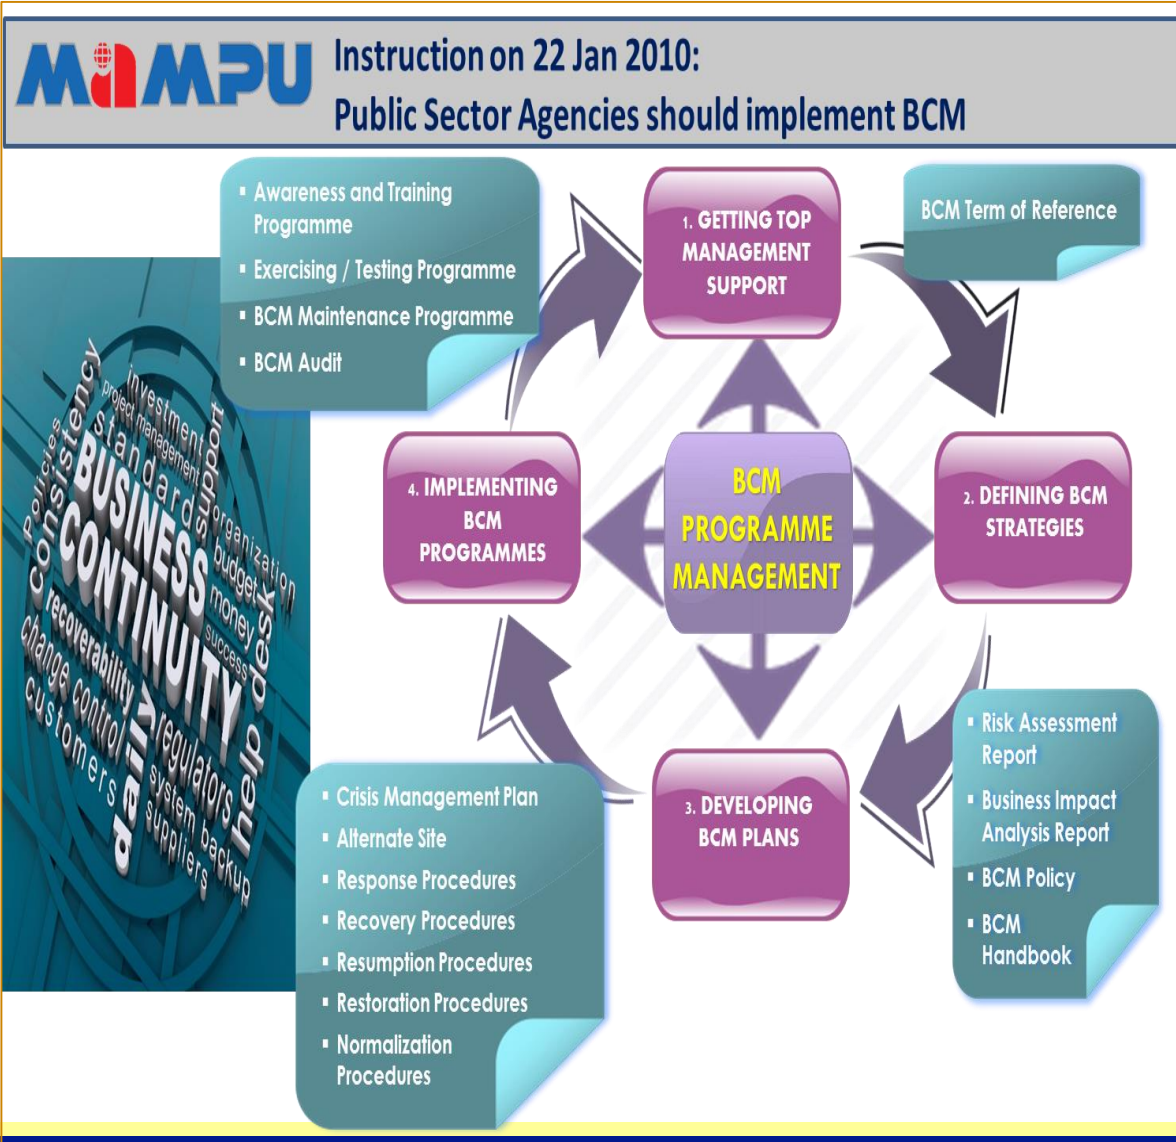 MAMPU
Instruction on 22 Jan 2010:
Public Sector Agencies should implement BCM
▪ Awareness and Training
Programme
▪ Exercising / Testing Programme
▪ BCM Maintenance Programme
▪ BCM Audit
1. GETTING TOP
MANAGEMENT
SUPPORT
BCM Term of Reference
4. IMPLEMENTING
BCM
PROGRAMMES
BCM
PROGRAMME
MANAGEMENT
2. DEFINING BCM
STRATEGIES
3. DEVELOPING
BCM PLANS
▪ Risk Assessment
Report
▪ Business Impact
Analysis Report
▪ BCM Policy
▪ BCM
Handbook
▪ Crisis Management Plan
▪ Alternate Site
▪ Response Procedures
▪ Recovery Procedures
▪ Resumption Procedures
▪ Restoration Procedures
▪ Normalization
Procedures
Policies
consistency
investment
project management
standard
support
organization
BUSINESS
CONTINUITY
budget
money
success
recoverability
change control
customers
daily
regulators
system backup
suppliers
help desk